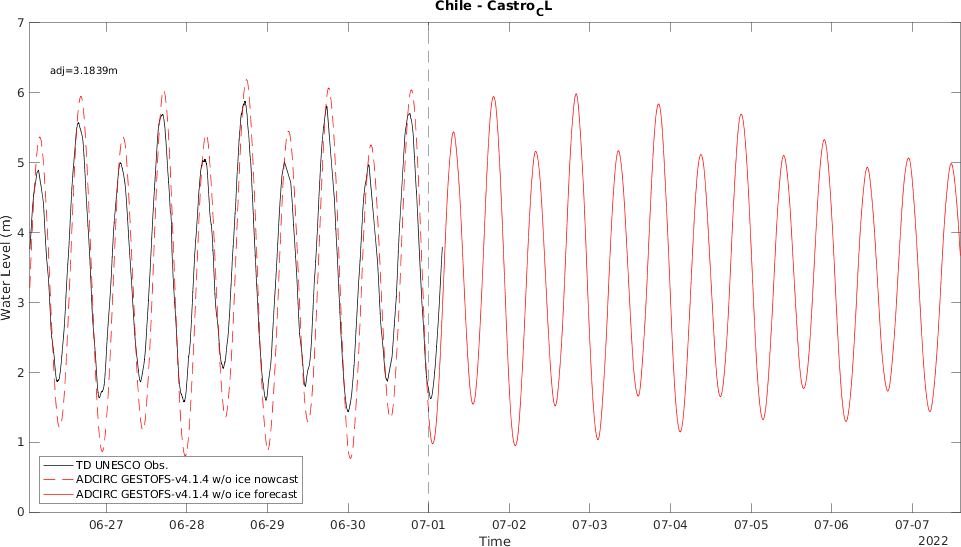 Chile - Castro_CL
7
adj=3.1839m
6
5
4
Water Level (m)
3
2
1
TD UNESCO Obs.
ADCIRC GESTOFS-v4.1.4 w/o ice nowcast
ADCIRC GESTOFS-v4.1.4 w/o ice forecast
0
06-27 06-28 06-29 06-30 07-01 07-02 07-03 07-04 07-05 07-06 07-07
Time
2022